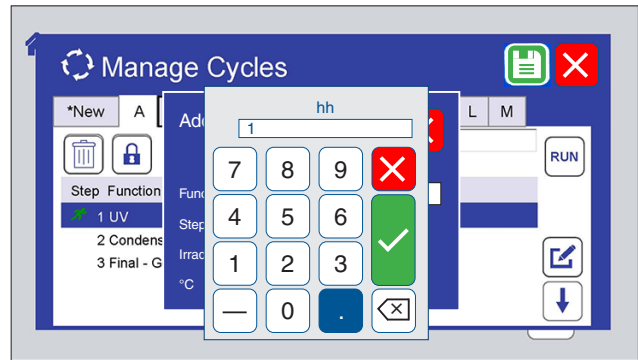 Manage Cycles
*New A L M
Ad
hh
1
RUN
7 8 9
Step Function
Func
1 UV
4 5 6
Step
2 Condens
Irrad
3 Final - G
1 2 3
°C
— 0 .